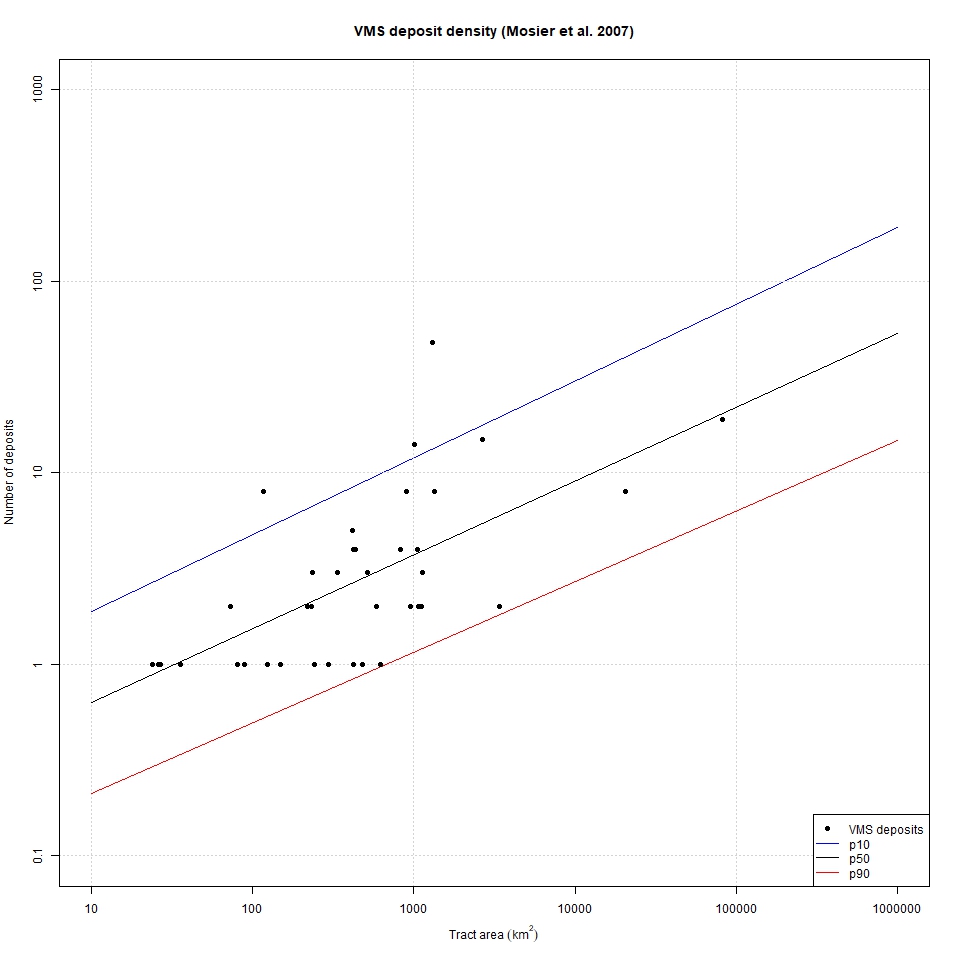 VMS deposit density (Mosier et al. 2007)
1000
100
10
1
0.1
Number of deposits
10
100
1000
10000
100000
1000000
Tract area (km²)
VMS deposits
p10
p50
p90